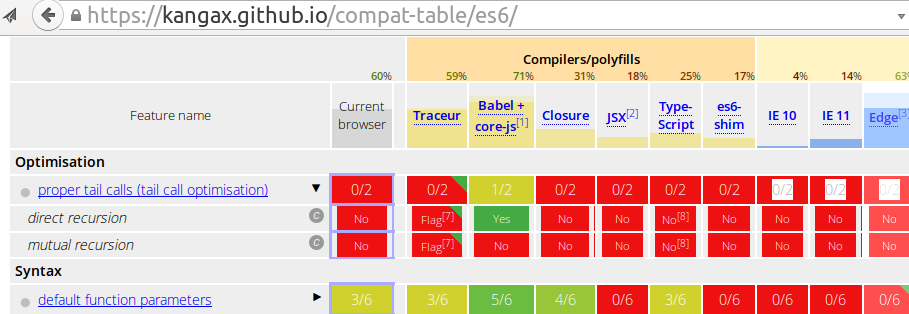 https://kangax.github.io/compat-table/es6/
Compilers/polyfills
60% 59% 71% 31% 18% 25% 17% 4% 14% 63%
Feature name Current browser Traceur Babel + core-js[1] Closure JSX[2] Type-Script es6-shim IE 10 IE 11 Edge[3]
Optimisation
proper tail calls (tail call optimisation) ▼ 0/2 0/2 1/2 0/2 0/2 0/2 0/2 0/2 0/2 0/2
direct recursion C No Flag[7] Yes No No No[8] No No No No
mutual recursion C No Flag[7] No No No No[8] No No No No
Syntax
default function parameters ▶ 3/6 3/6 5/6 4/6 0/6 3/6 0/6 0/6 0/6 0/6